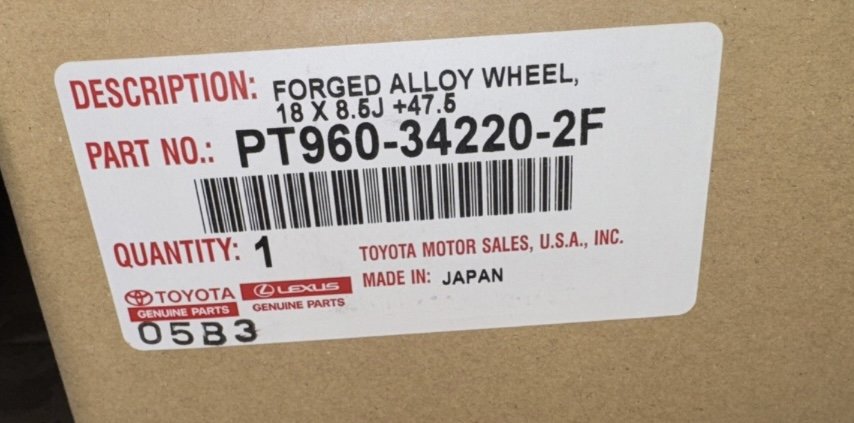 DESCRIPTION: FORGED ALLOY WHEEL,
18 X 8.5J +47.5
PART NO.: PT960-34220-2F
QUANTITY: 1
TOYOTA MOTOR SALES, U.S.A., INC.
MADE IN: JAPAN
TOYOTA
GENUINE PARTS
LEXUS
GENUINE PARTS
05B3